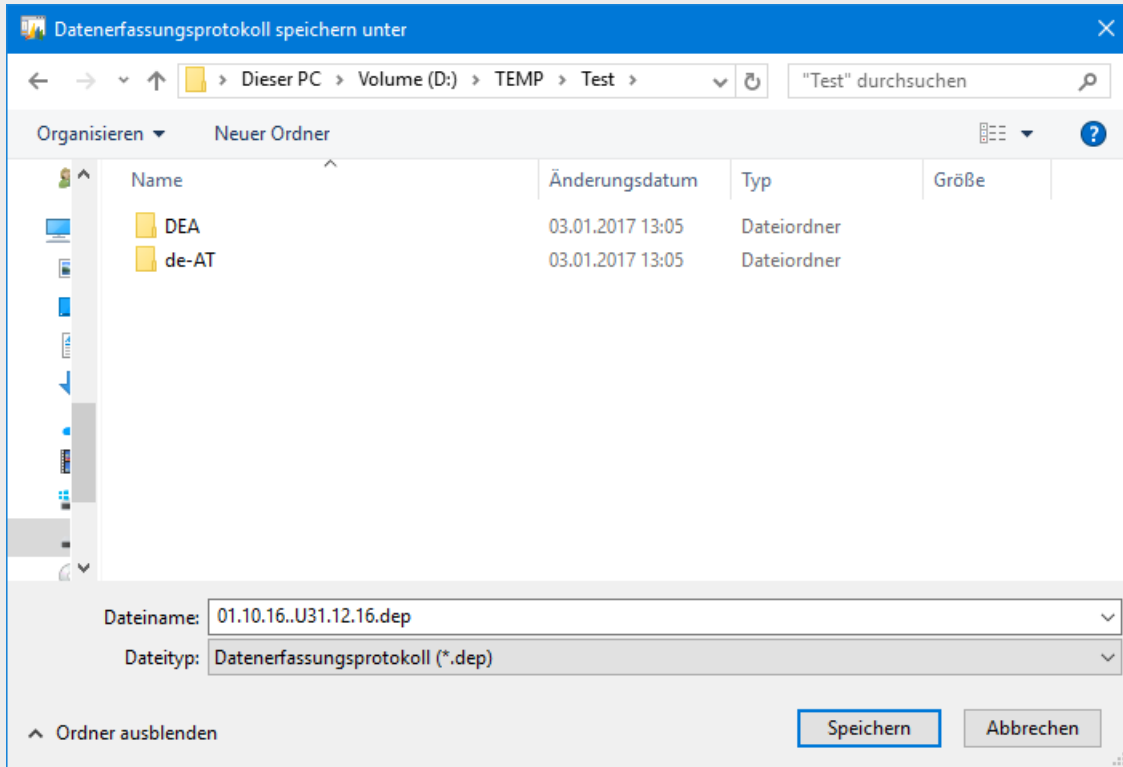 Datenerfassungsprotokoll speichern unter
Dieser PC > Volume (D:) > TEMP > Test > "Test" durchsuchen
Organisieren Neuer Ordner
Name Änderungsdatum Typ Größe
DEA 03.01.2017 13:05 Dateiordner
de-AT 03.01.2017 13:05 Dateiordner
Dateiname: 01.10.16..U31.12.16.dep
Dateityp: Datenerfassungsprotokoll (*.dep)
Ordner ausblenden Speichern Abbrechen